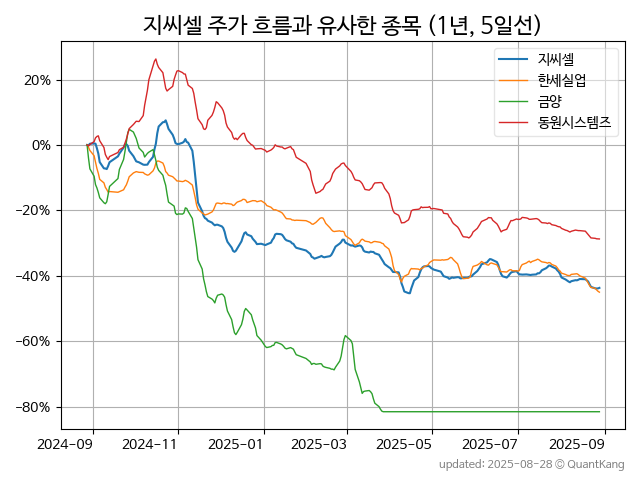 지씨셀 주가 흐름과 유사한 종목 (1년, 5일선)
지씨셀
한세실업
금양
동원시스템즈
20%
0%
−20%
−40%
−60%
−80%
2024-09 2024-11 2025-01 2025-03 2025-05 2025-07 2025-09
updated: 2025-08-28 © QuantKang